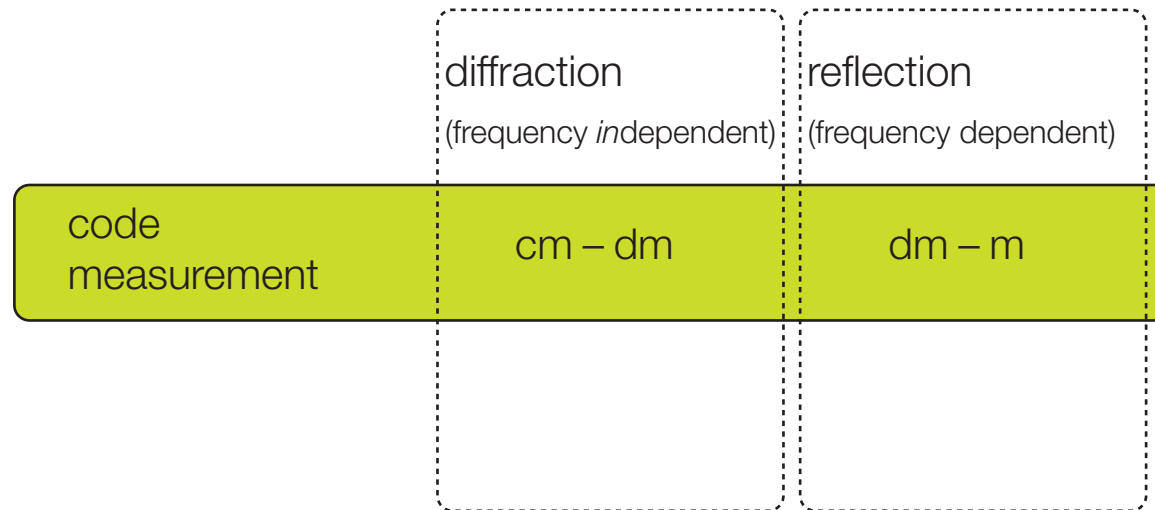 diffraction
(frequency independent)
reflection
(frequency dependent)
code
measurement
cm – dm
dm – m